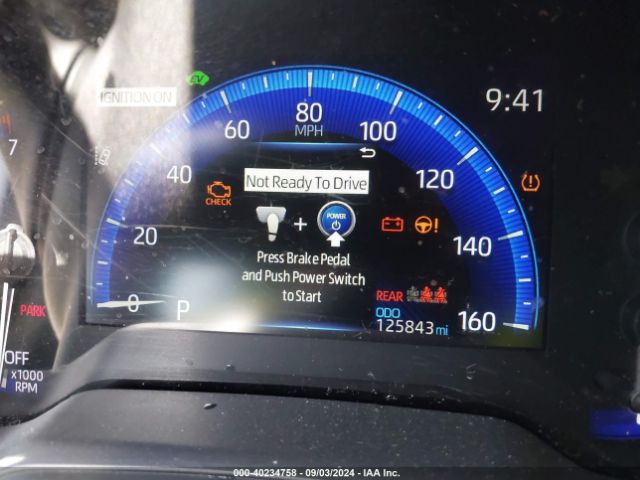 EV
IGNITION ON
80
MPH
9:41
60
100
7
40
120
Not Ready To Drive
CHECK
POWER
+
!
20
140
Press Brake Pedal
and Push Power Switch
to Start
PARK
0
P
REAR
160
ODO
125843 mi
OFF
x1000
RPM
000-40234758 - 09/03/2024 - IAA Inc.